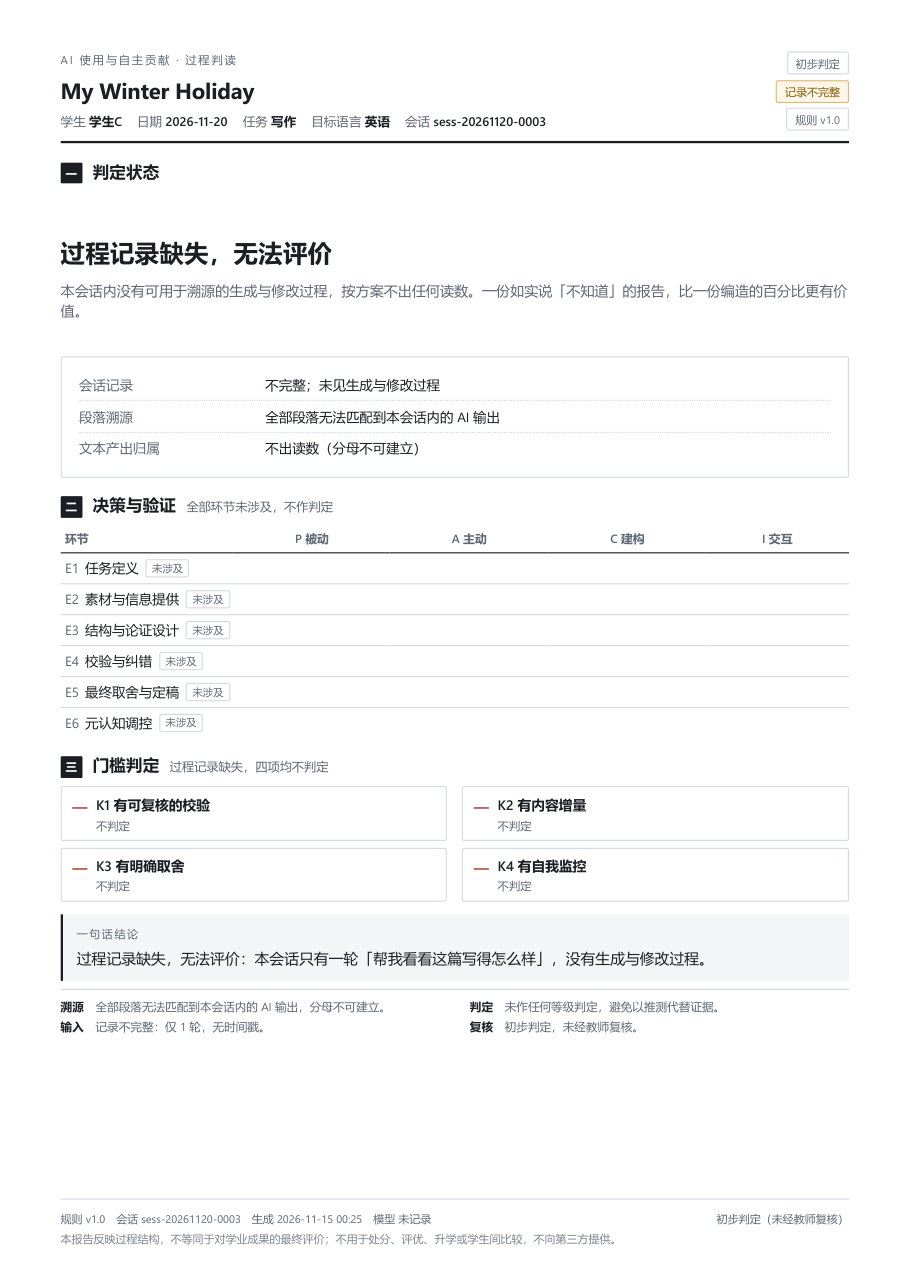 AI 使用与自主贡献 · 过程判读
初步判定
My Winter Holiday
记录不完整
学生 学生C 日期 2026-11-20 任务 写作 目标语言 英语 会话 sess-20261120-0003
规则 v1.0
一 判定状态
过程记录缺失，无法评价
本会话内没有可用于溯源的生成与修改过程，按方案不出任何读数。一份如实说「不知道」的报告，比一份编造的百分比更有价
值。
会话记录 不完整；未见生成与修改过程
段落溯源 全部段落无法匹配到本会话内的 AI 输出
文本产出归属 不出读数（分母不可建立）
二 决策与验证 全部环节未涉及，不作判定
环节 P 被动 A 主动 C 建构 I 交互
E1 任务定义 未涉及
E2 素材与信息提供 未涉及
E3 结构与论证设计 未涉及
E4 校验与纠错 未涉及
E5 最终取舍与定稿 未涉及
E6 元认知调控 未涉及
三 门槛判定 过程记录缺失，四项均不判定
— K1 有可复核的校验
不判定
— K2 有内容增量
不判定
— K3 有明确取舍
不判定
— K4 有自我监控
不判定
一句话结论
过程记录缺失，无法评价：本会话只有一轮「帮我看看这篇写得怎么样」，没有生成与修改过程。
溯源 全部段落无法匹配到本会话内的 AI 输出，分母不可建立。
判定 未作任何等级判定，避免以推测代替证据。
输入 记录不完整：仅 1 轮，无时间戳。
复核 初步判定，未经教师复核。
规则 v1.0 会话 sess-20261120-0003 生成 2026-11-15 00:25 模型 未记录
初步判定（未经教师复核）
本报告反映过程结构，不等同于对学业成果的最终评价；不用于处分、评优、升学或学生间比较，不向第三方提供。